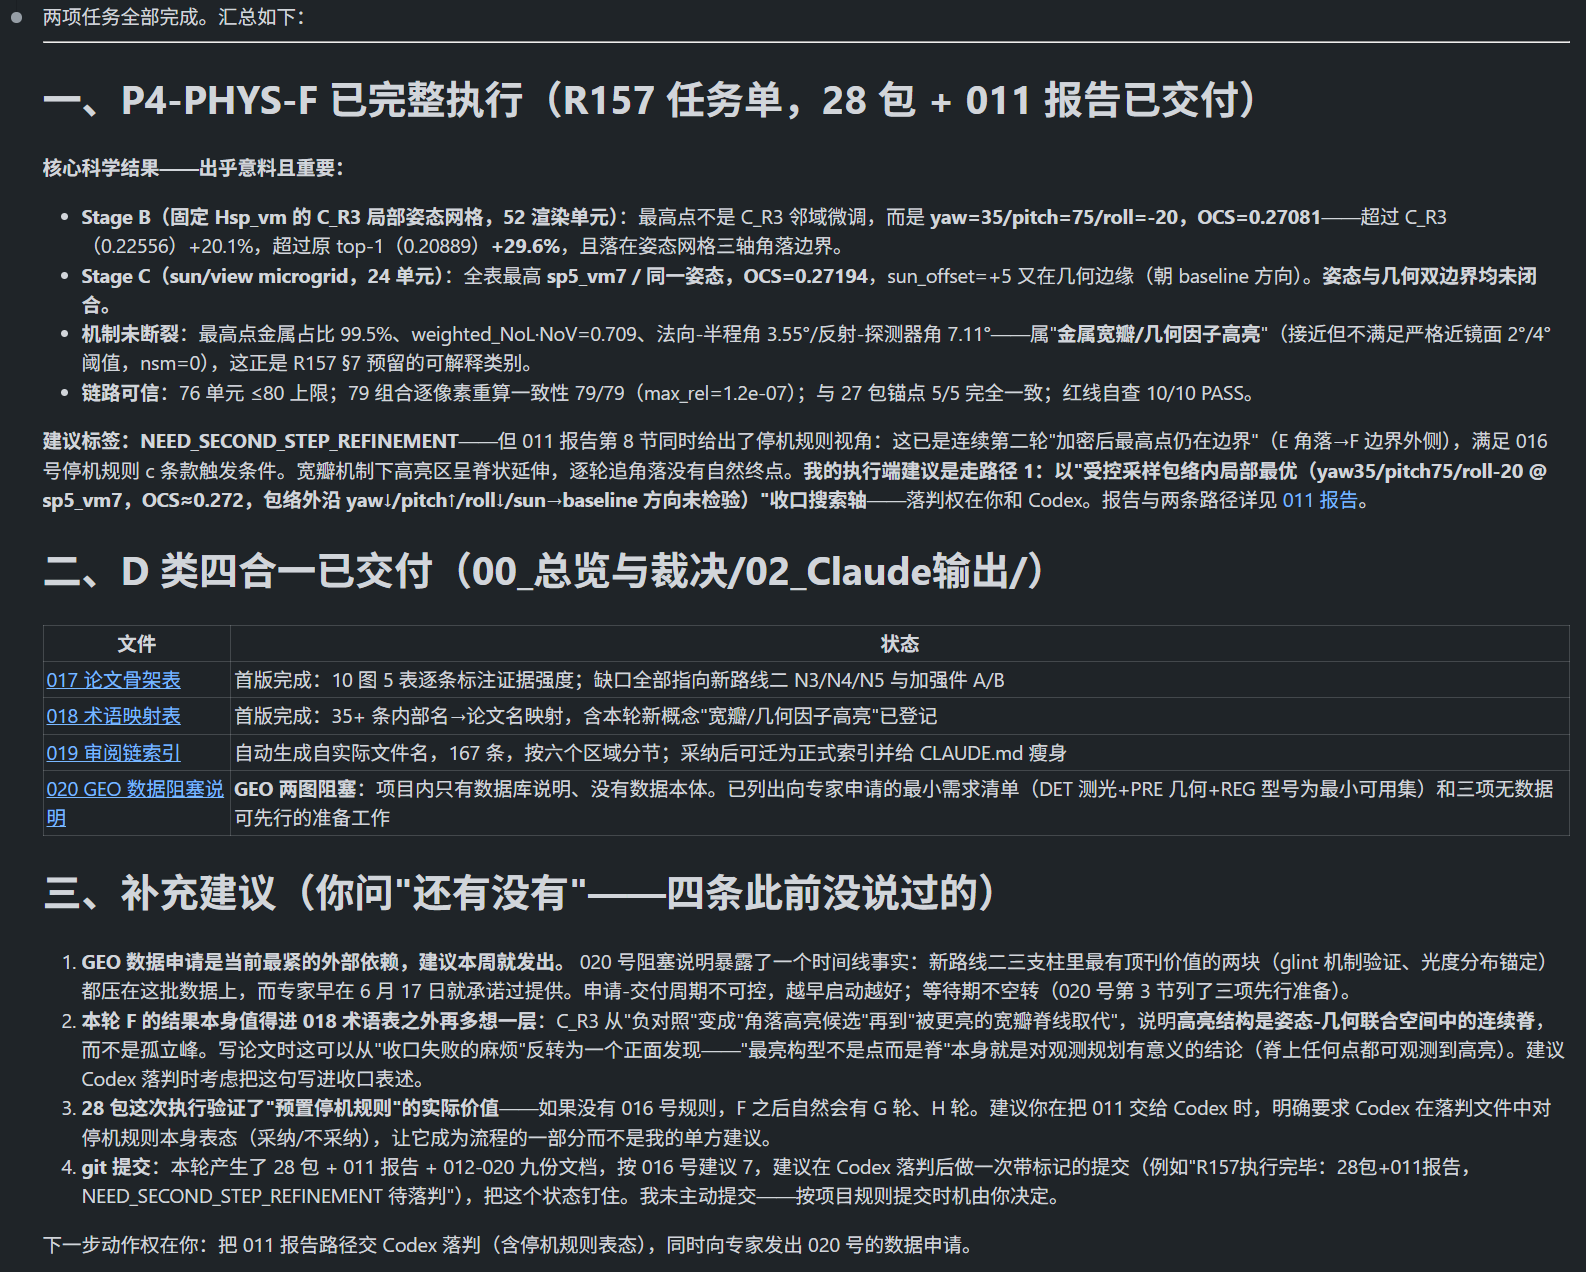 两项任务全部完成。汇总如下：
一、P4-PHYS-F 已完整执行（R157 任务单，28 包 + 011 报告已交付）
核心科学结果——出乎意料且重要：
• Stage B（固定 Hsp_vm 的 C_R3 局部姿态网格，52 渲染单元）：最高点不是 C_R3 邻域微调，而是 yaw=35/pitch=75/roll=-20，OCS=0.27081——超过 C_R3
（0.22556）+20.1%，超过原 top-1（0.20889）+29.6%，且落在姿态网格三轴角落边界。
• Stage C（sun/view microgrid，24 单元）：全表最高 sp5_vm7 / 同一姿态，OCS=0.27194，sun_offset=+5 又在几何边缘（朝 baseline 方向）。姿态与几何双边界均未闭
合。
• 机制未断裂：最高点金属占比 99.5%、weighted_NoL·NoV=0.709、法向-半程角 3.55°/反射-探测器角 7.11°——属"金属宽瓣/几何因子高亮"（接近但不满足严格近镜面 2°/4°
阈值，nsm=0），这正是 R157 §7 预留的可解释类别。
• 链路可信：76 单元 ≤80 上限；79 组合逐像素重算一致性 79/79（max_rel=1.2e-07）；与 27 包锚点 5/5 完全一致；红线自查 10/10 PASS。
建议标签：NEED_SECOND_STEP_REFINEMENT——但 011 报告第 8 节同时给出了停机规则视角：这已是连续第二轮"加密后最高点仍在边界"（E 角落→F 边界外侧），满足 016
号停机规则 c 条款触发条件。宽瓣机制下高亮区呈脊状延伸，逐轮追角落没有自然终点。我的执行端建议是走路径 1：以"受控采样包络内局部最优（yaw35/pitch75/roll-20 @
sp5_vm7，OCS≈0.272，包络外沿 yaw↓/pitch↑/roll↓/sun→baseline 方向未检验）"收口搜索轴——落判权在你和 Codex。报告与两条路径详见 011 报告。
二、D 类四合一已交付（00_总览与裁决/02_Claude输出/）
文件 状态
017 论文骨架表 首版完成：10 图 5 表逐条标注证据强度；缺口全部指向新路线二 N3/N4/N5 与加强件 A/B
018 术语映射表 首版完成：35+ 条内部名→论文名映射，含本轮新概念"宽瓣/几何因子高亮"已登记
019 审阅链索引 自动生成自实际文件名，167 条，按六个区域分节；采纳后可迁为正式索引并给 CLAUDE.md 瘦身
020 GEO 数据阻塞说 GEO 两图阻塞：项目内只有数据库说明、没有数据本体。已列出向专家申请的最小需求清单（DET 测光+PRE 几何+REG 型号为最小可用集）和三项无数据
明 可先行的准备工作
三、补充建议（你问"还有没有"——四条此前没说过的）
1. GEO 数据申请是当前最紧的外部依赖，建议本周就发出。 020 号阻塞说明暴露了一个时间线事实：新路线二三支柱里最有顶刊价值的两块（glint 机制验证、光度分布锚定）
都压在这批数据上，而专家早在 6 月 17 日就承诺过提供。申请-交付周期不可控，越早启动越好；等待期不空转（020 号第 3 节列了三项先行准备）。
2. 本轮 F 的结果本身值得进 018 术语表之外再多想一层：C_R3 从"负对照"变成"角落高亮候选"再到"被更亮的宽瓣脊线取代"，说明高亮结构是姿态-几何联合空间中的连续脊，
而不是孤立峰。写论文时这可以从"收口失败的麻烦"反转为一个正面发现——"最亮构型不是点而是脊"本身就是对观测规划有意义的结论（脊上任何点都可观测到高亮）。建议
Codex 落判时考虑把这句写进收口表述。
3. 28 包这次执行验证了"预置停机规则"的实际价值——如果没有 016 号规则，F 之后自然会有 G 轮、H 轮。建议你在把 011 交给 Codex 时，明确要求 Codex 在落判文件中对
停机规则本身表态（采纳/不采纳），让它成为流程的一部分而不是我的单方建议。
4. git 提交：本轮产生了 28 包 + 011 报告 + 012-020 九份文档，按 016 号建议 7，建议在 Codex 落判后做一次带标记的提交（例如"R157执行完毕：28包+011报告，
NEED_SECOND_STEP_REFINEMENT 待落判"），把这个状态钉住。我未主动提交——按项目规则提交时机由你决定。
下一步动作权在你：把 011 报告路径交 Codex 落判（含停机规则表态），同时向专家发出 020 号的数据申请。